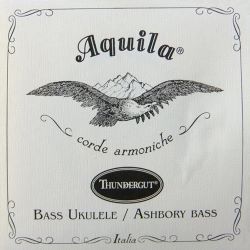 Aquila®
corde armoniche
THUNDERGUT®
BASS UKULELE / ASHBORY BASS
Italia